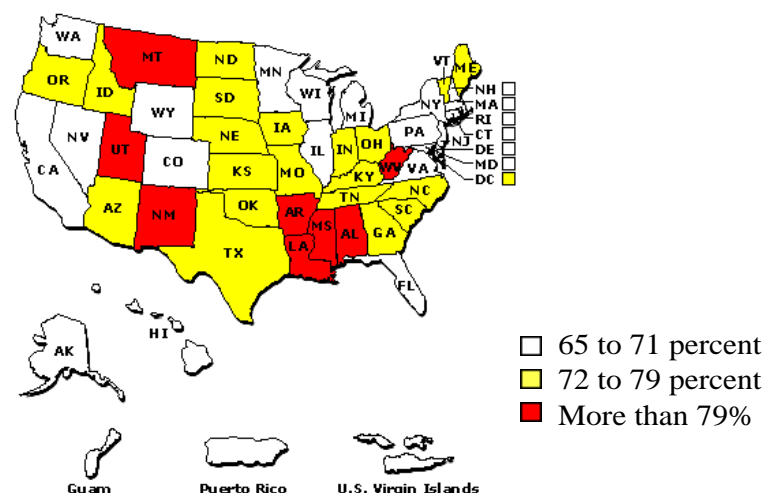 WA
MT
ND
MN
VT
ME
OR
ID
WY
SD
WI
MI
NY
NH
MA
RI
CT
NV
UT
CO
NE
IA
IL
IN
OH
PA
NJ
DE
MD
DC
CA
KS
MO
KY
WV
VA
AZ
NM
OK
AR
TN
NC
SC
TX
LA
MS
AL
GA
FL
AK
HI
65 to 71 percent
72 to 79 percent
More than 79%
Guam
Puerto Rico
U.S. Virgin Islands